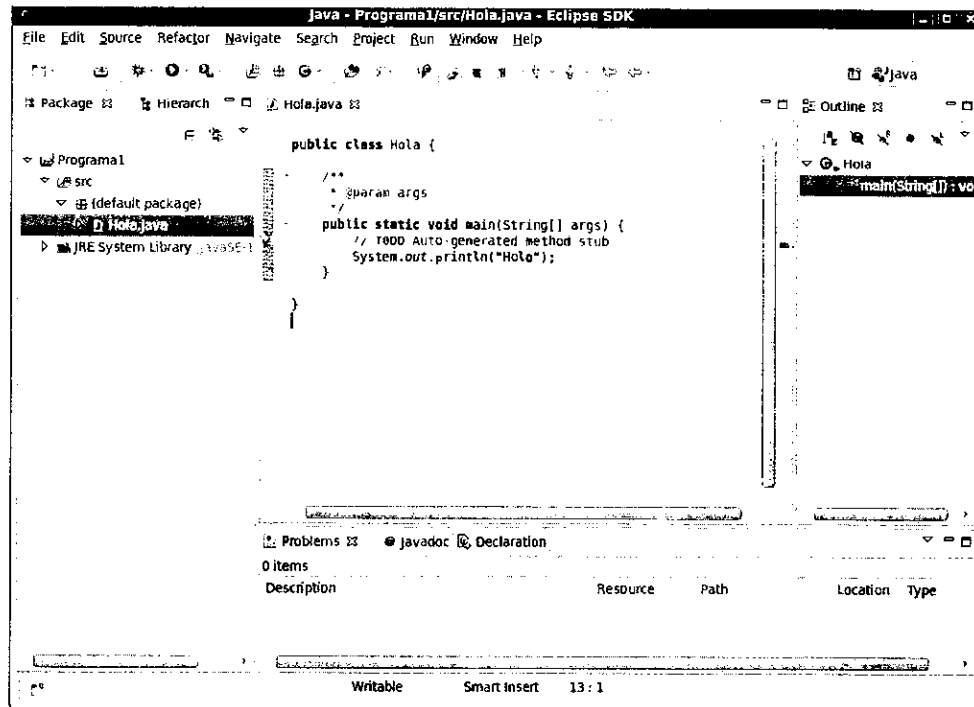 Java - Programa1/src/Hola.java - Eclipse SDK
File Edit Source Refactor Navigate Search Project Run Window Help
Java
Package Hierarch
Hola.java
Outline
Programa1
src
(default package)
Hola.java
JRE System Library
public class Hola {
/**
* @param args
*/
public static void main(String[] args) {
// TODO Auto-generated method stub
System.out.println("Hola");
}
}
Hola
main(String[]) : vo
Problems Javadoc Declaration
0 items
Description Resource Path Location Type
Writable Smart Insert 13 : 1